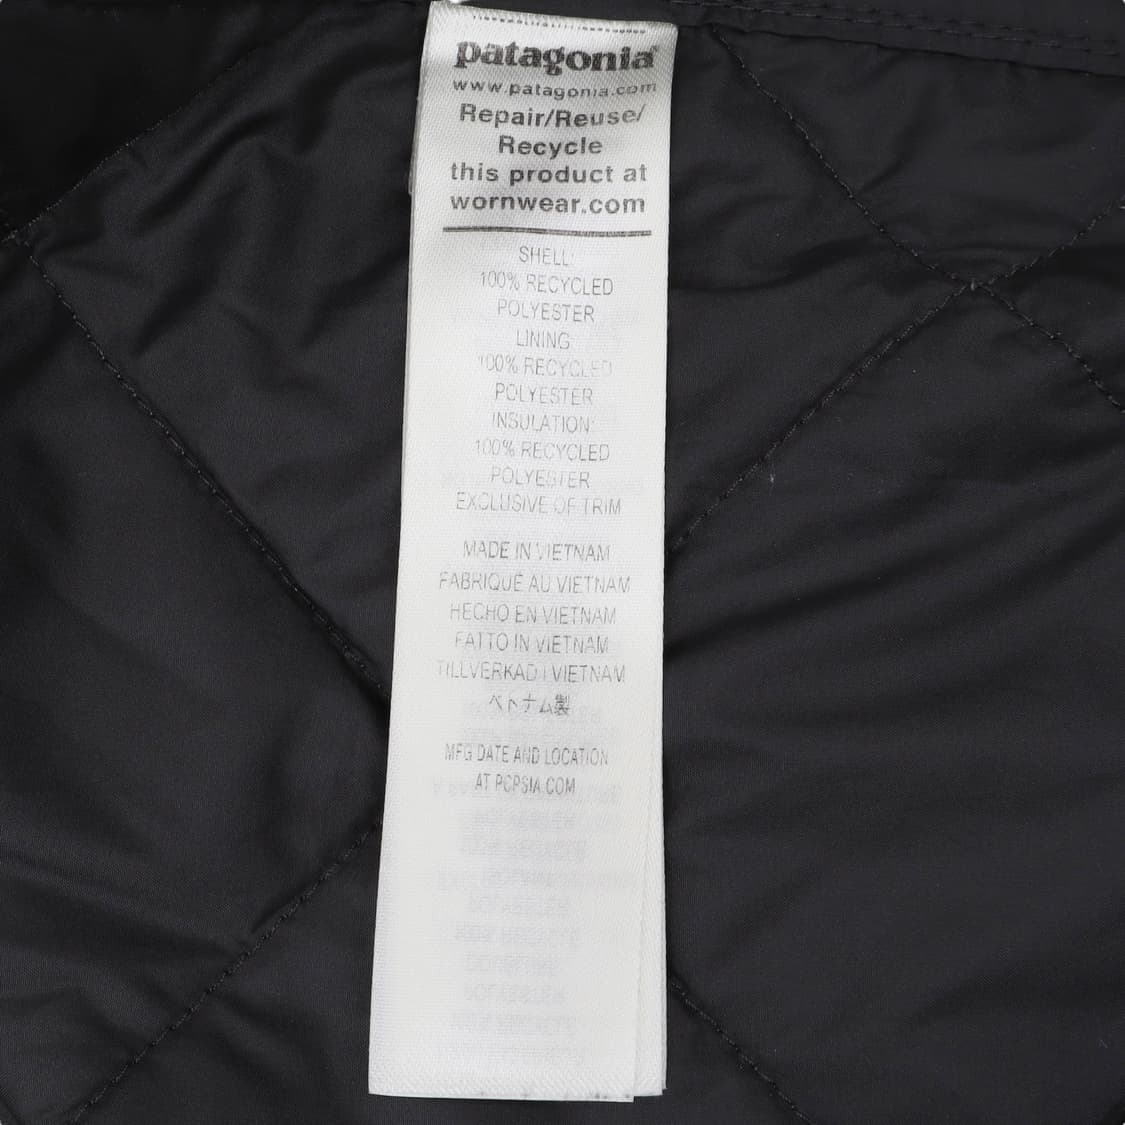 patagonia®
www.patagonia.com
Repair/Reuse/
Recycle
this product at
wornwear.com
SHELL:
100% RECYCLED
POLYESTER
LINING:
100% RECYCLED
POLYESTER
INSULATION:
100% RECYCLED
POLYESTER
EXCLUSIVE OF TRIM
MADE IN VIETNAM
FABRIQUÉ AU VIETNAM
HECHO EN VIETNAM
FATTO IN VIETNAM
TILLVERKAD I VIETNAM
ベトナム製
MFG DATE AND LOCATION
AT PCPSIA.COM